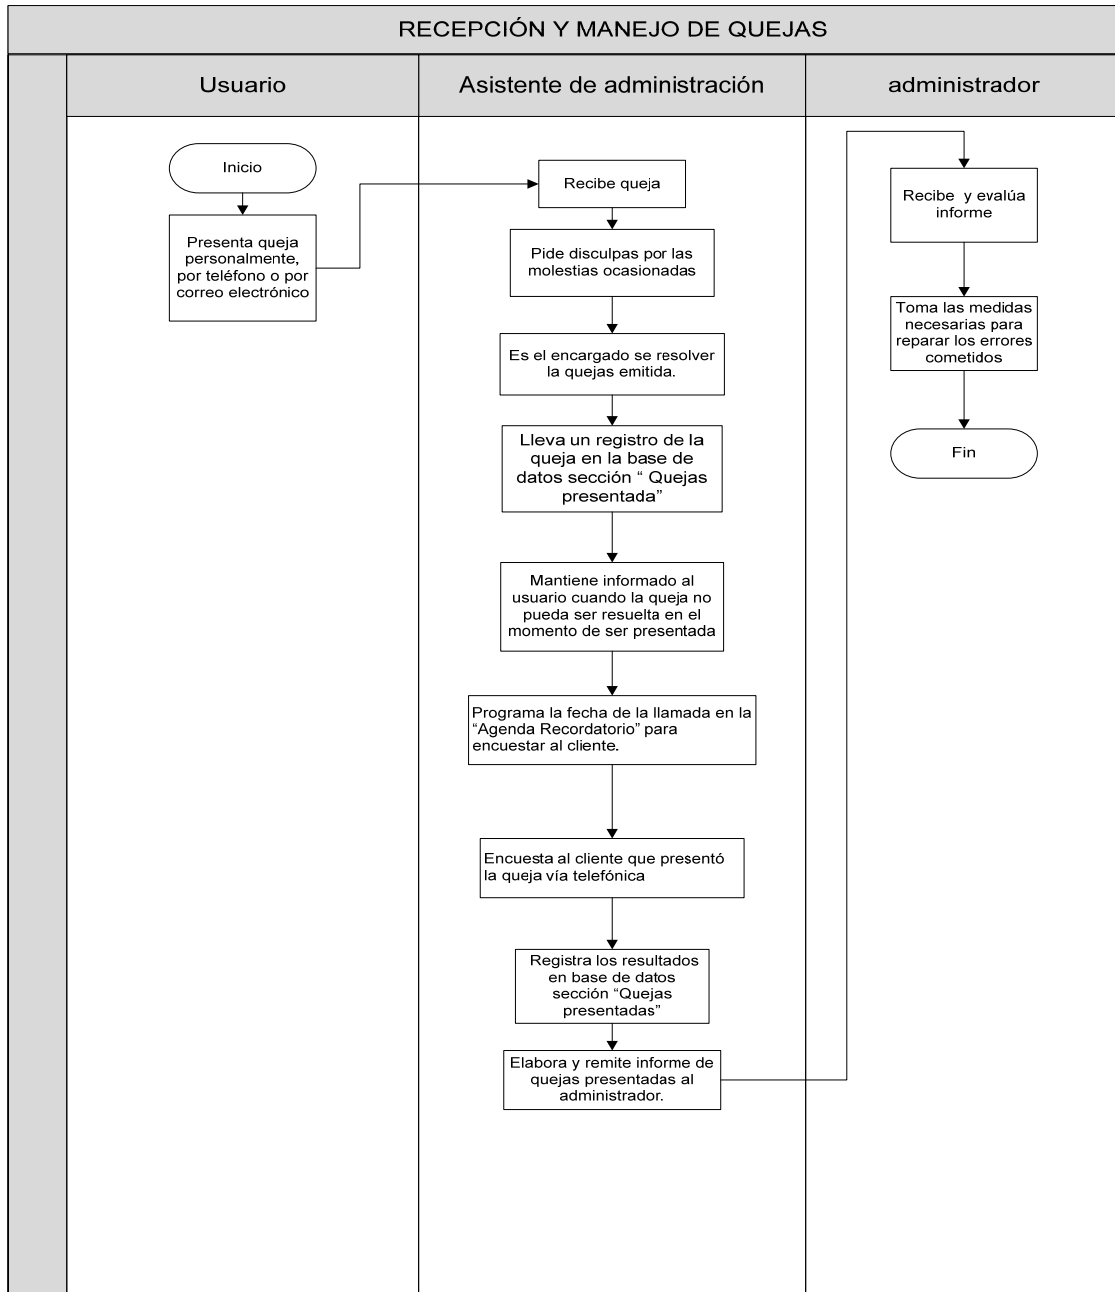 RECEPCIÓN Y MANEJO DE QUEJAS
Usuario
Asistente de administración
administrador
Inicio
Presenta queja
personalmente,
por teléfono o por
correo electrónico
Recibe queja
Pide disculpas por las
molestias ocasionadas
Es el encargado se resolver
la quejas emitida.
Lleva un registro de la
queja en la base de
datos sección “ Quejas
presentada”
Mantiene informado al
usuario cuando la queja no
pueda ser resuelta en el
momento de ser presentada
Programa la fecha de la llamada en la
“Agenda Recordatorio” para
encuestar al cliente.
Encuesta al cliente que presentó
la queja vía telefónica
Registra los resultados
en base de datos
sección “Quejas
presentadas”
Elabora y remite informe de
quejas presentadas al
administrador.
Recibe y evalúa
informe
Toma las medidas
necesarias para
reparar los errores
cometidos
Fin